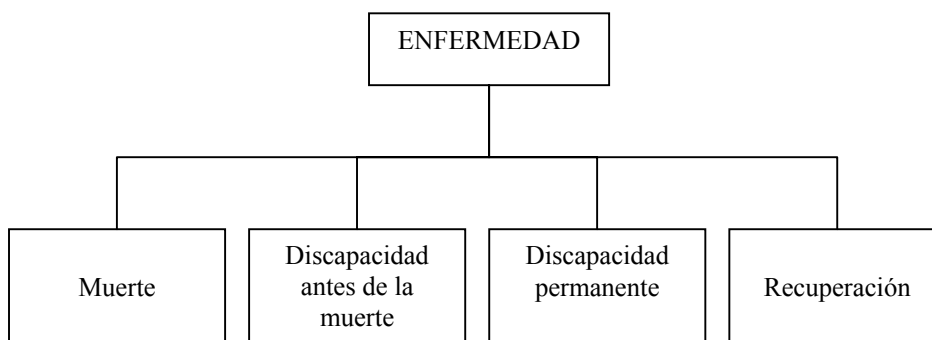 ENFERMEDAD
Muerte
Discapacidad
antes de la
muerte
Discapacidad
permanente
Recuperación